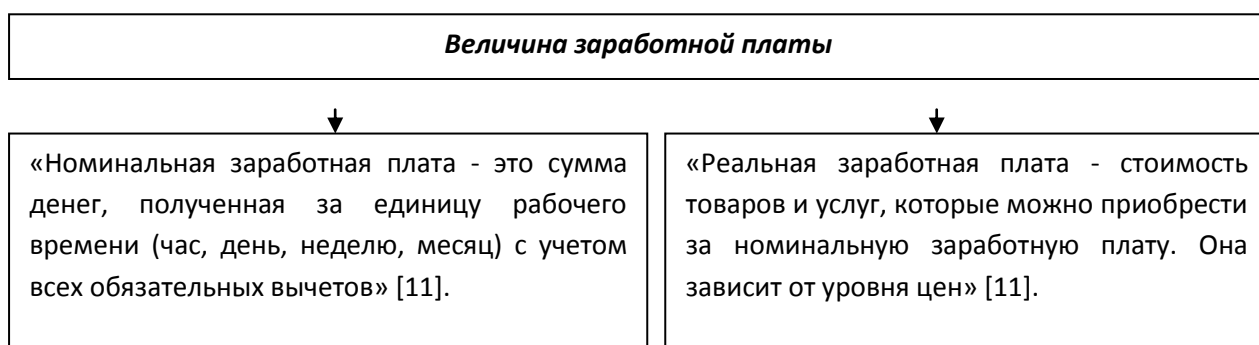 Величина заработной платы
«Номинальная заработная плата - это сумма
денег, полученная за единицу рабочего
времени (час, день, неделю, месяц) с учетом
всех обязательных вычетов» [11].
«Реальная заработная плата - стоимость
товаров и услуг, которые можно приобрести
за номинальную заработную плату. Она
зависит от уровня цен» [11].